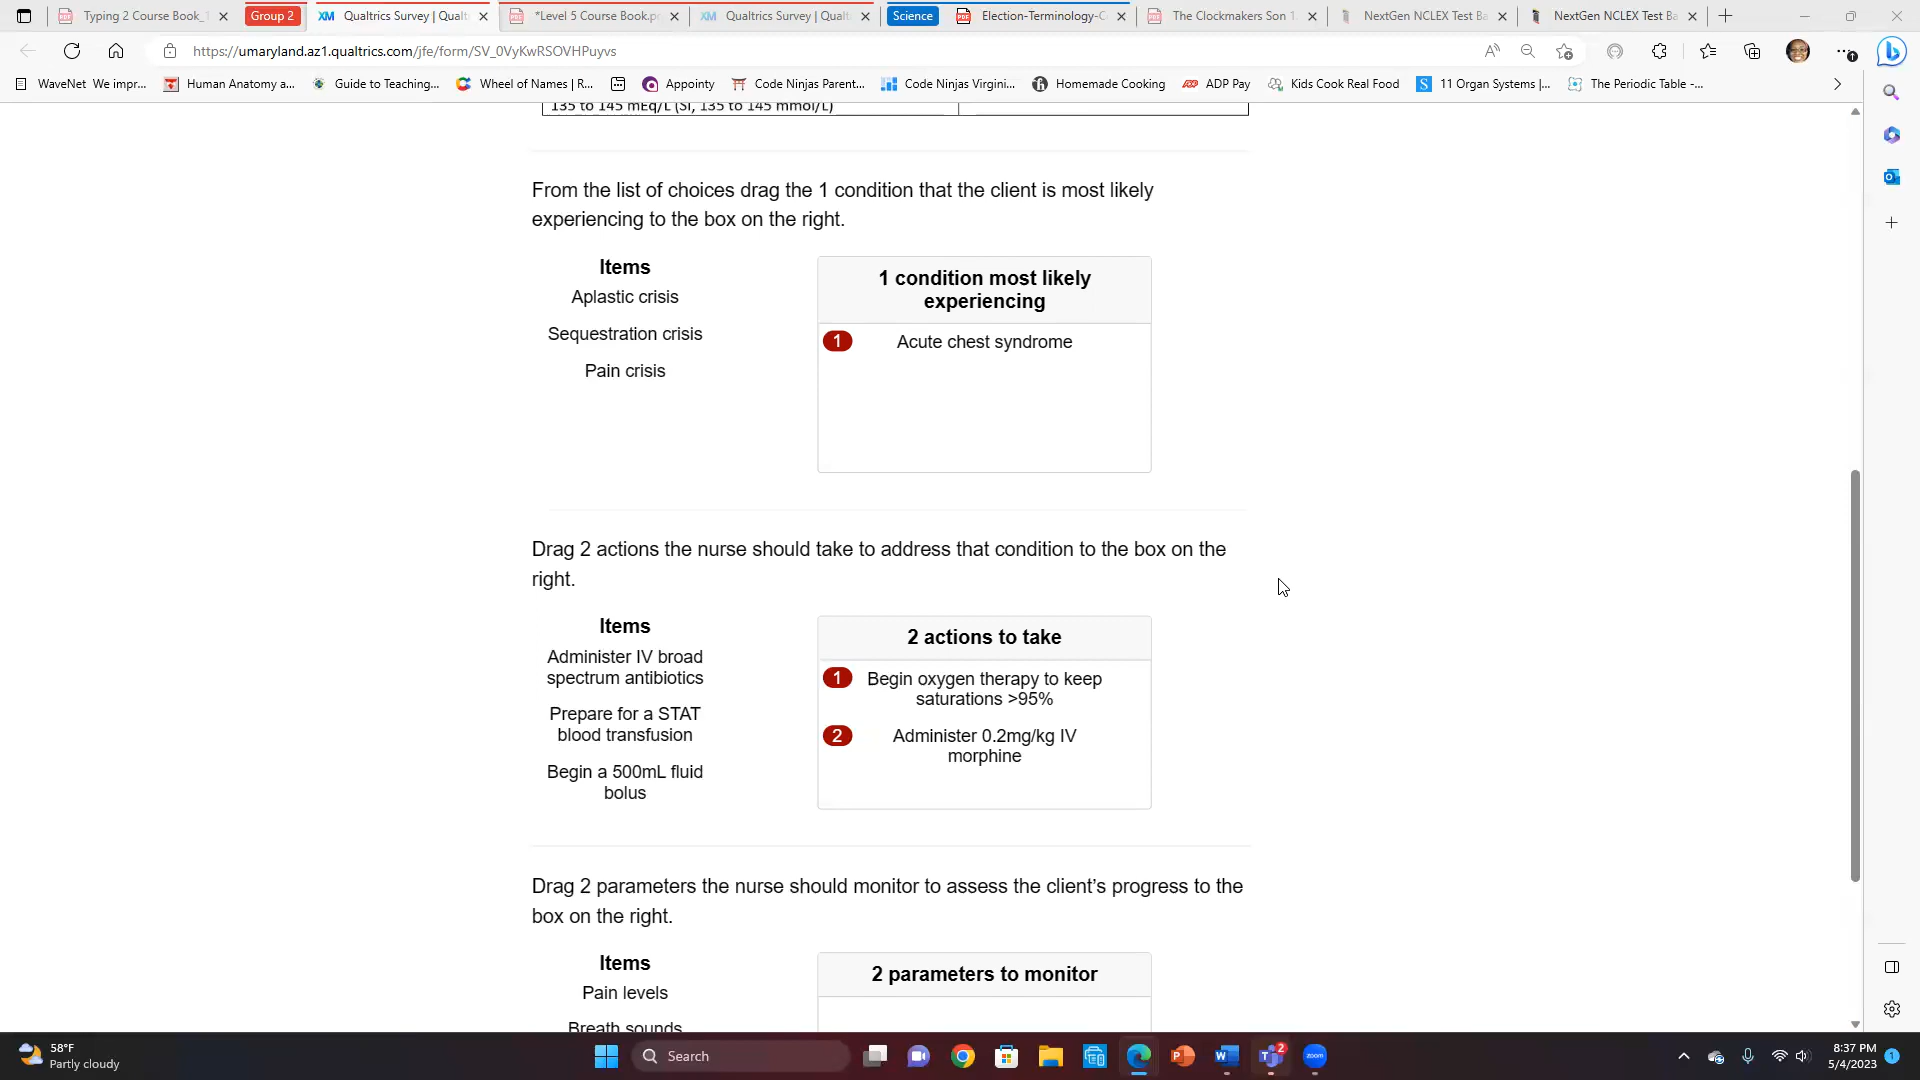 Typing 2 Course Book_1
Group 2
Qualtrics Survey | Qualt
*Level 5 Course Book.p
Qualtrics Survey | Qualt
Science
Election-Terminology-C
The Clockmakers Son 1.
NextGen NCLEX Test Ba
NextGen NCLEX Test Ba
https://umaryland.az1.qualtrics.com/jfe/form/SV_0VyKwRSOVHPuyvs
WaveNet We impr...
Human Anatomy a...
Guide to Teaching...
Wheel of Names | R...
Appointy
Code Ninjas Parent...
Code Ninjas Virgini...
Homemade Cooking
ADP Pay
Kids Cook Real Food
11 Organ Systems |...
The Periodic Table -...
135 to 145 mEq/L (SI, 135 to 145 mmol/L)
From the list of choices drag the 1 condition that the client is most likely
experiencing to the box on the right.
Items
Aplastic crisis
Sequestration crisis
Pain crisis
1 condition most likely
experiencing
1 Acute chest syndrome
Drag 2 actions the nurse should take to address that condition to the box on the
right.
Items
Administer IV broad
spectrum antibiotics
Prepare for a STAT
blood transfusion
Begin a 500mL fluid
bolus
2 actions to take
1 Begin oxygen therapy to keep
saturations >95%
2 Administer 0.2mg/kg IV
morphine
Drag 2 parameters the nurse should monitor to assess the client's progress to the
box on the right.
Items
Pain levels
Breath sounds
2 parameters to monitor
58°F
Partly cloudy
Search
2
zoom
8:37 PM
5/4/2023
1